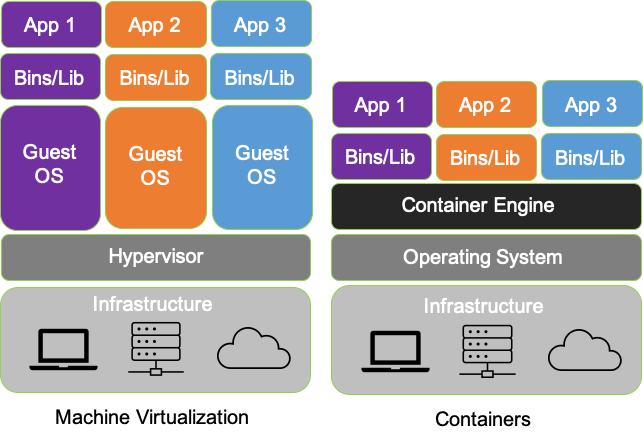 App 1
App 2
App 3
Bins/Lib
Bins/Lib
Bins/Lib
Guest
OS
Guest
OS
Guest
OS
Hypervisor
Infrastructure
Machine Virtualization
App 1
App 2
App 3
Bins/Lib
Bins/Lib
Bins/Lib
Container Engine
Operating System
Infrastructure
Containers